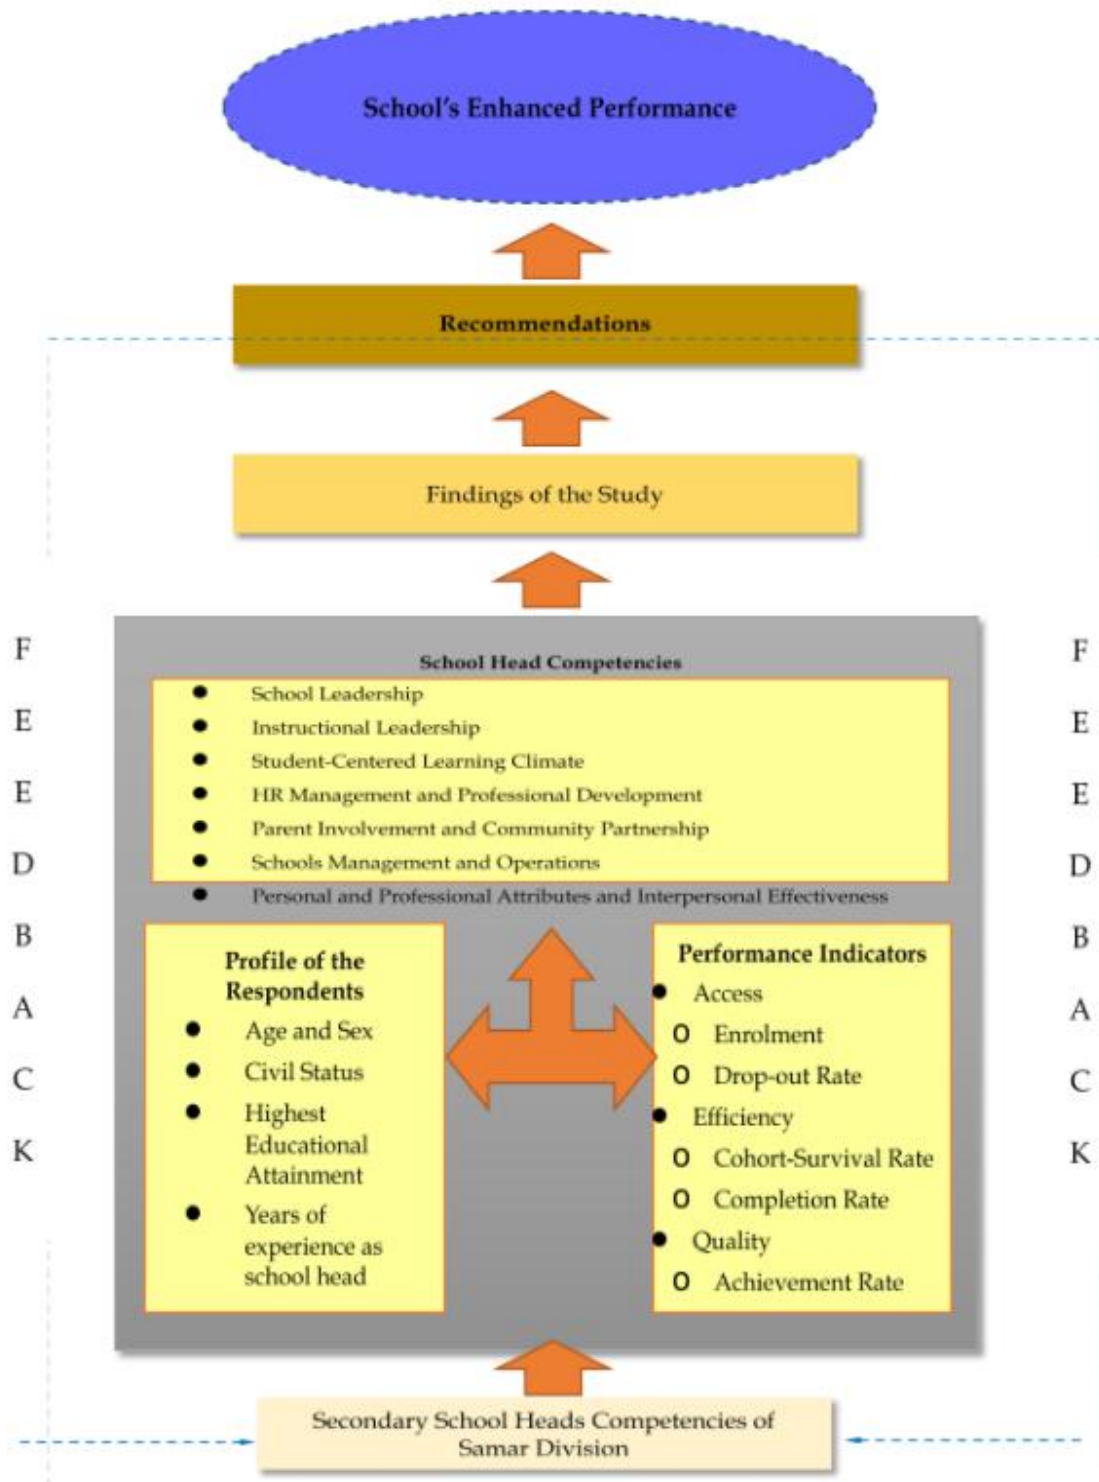 School's Enhanced Performance
Recommendations
Findings of the Study
School Head Competencies
● School Leadership
● Instructional Leadership
● Student-Centered Learning Climate
● HR Management and Professional Development
● Parent Involvement and Community Partnership
● Schools Management and Operations
● Personal and Professional Attributes and Interpersonal Effectiveness
Profile of the
Respondents
● Age and Sex
● Civil Status
● Highest
Educational
Attainment
● Years of
experience as
school head
Performance Indicators
● Access
O Enrolment
O Drop-out Rate
● Efficiency
O Cohort-Survival Rate
O Completion Rate
● Quality
O Achievement Rate
Secondary School Heads Competencies of
Samar Division
F
E
E
D
B
A
C
K
F
E
E
D
B
A
C
K